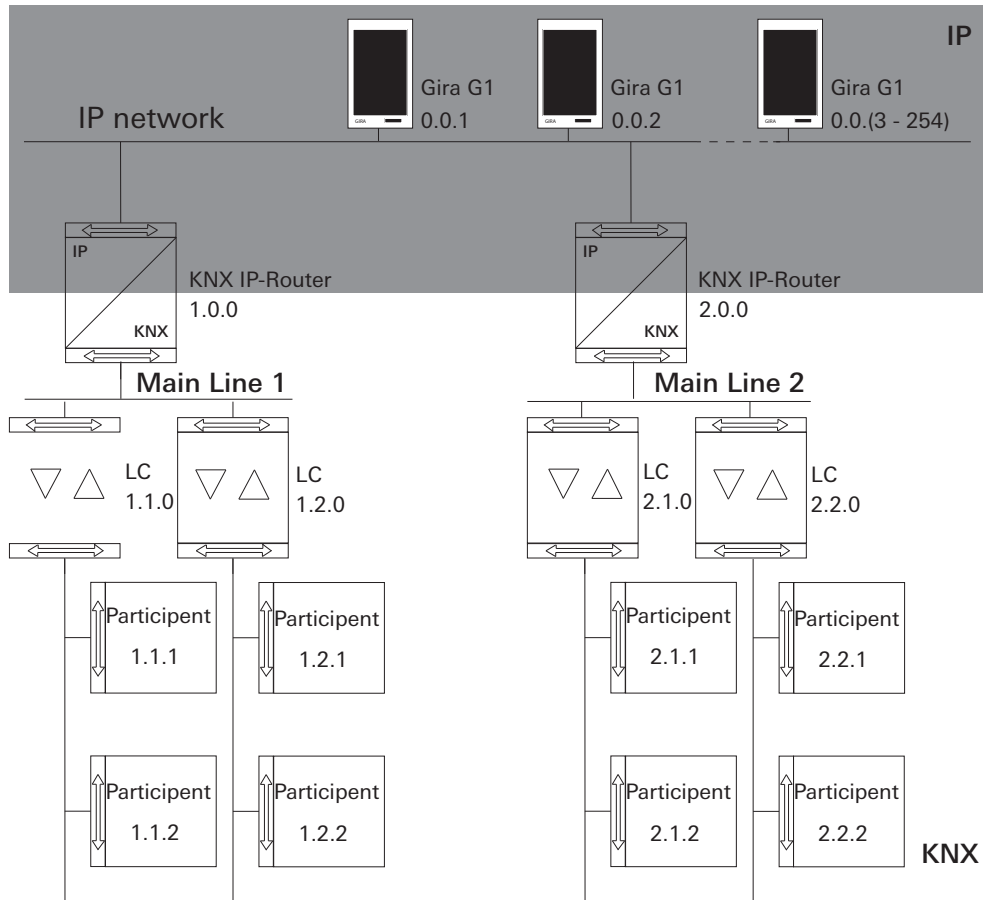 IP
Gira G1
0.0.1
Gira G1
0.0.2
Gira G1
0.0.(3 - 254)
GIRA
GIRA
GIRA
IP network
IP
KNX
KNX IP-Router
1.0.0
IP
KNX
KNX IP-Router
2.0.0
Main Line 1
Main Line 2
LC
1.1.0
LC
1.2.0
LC
2.1.0
LC
2.2.0
Participent
1.1.1
Participent
1.2.1
Participent
2.1.1
Participent
2.2.1
Participent
1.1.2
Participent
1.2.2
Participent
2.1.2
Participent
2.2.2
KNX